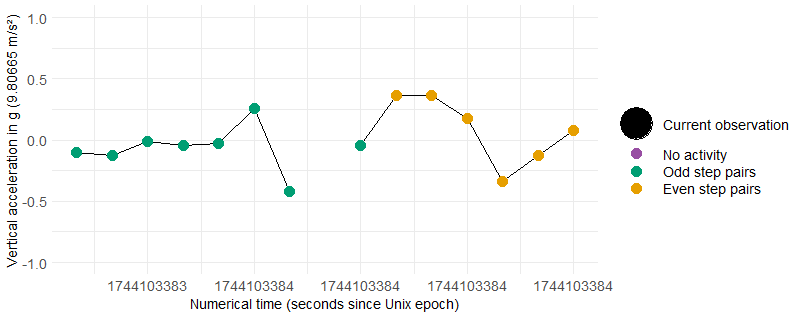 Vertical acceleration in g (9.80665 m/s²)
1.0
0.5
0.0
-0.5
-1.0
1744103383 1744103384 1744103384 1744103384 1744103384
Numerical time (seconds since Unix epoch)
Current observation
No activity
Odd step pairs
Even step pairs